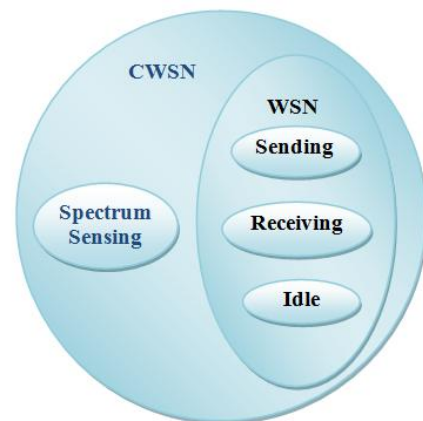 CWSN
WSN
Sending
Spectrum
Sensing
Receiving
Idle